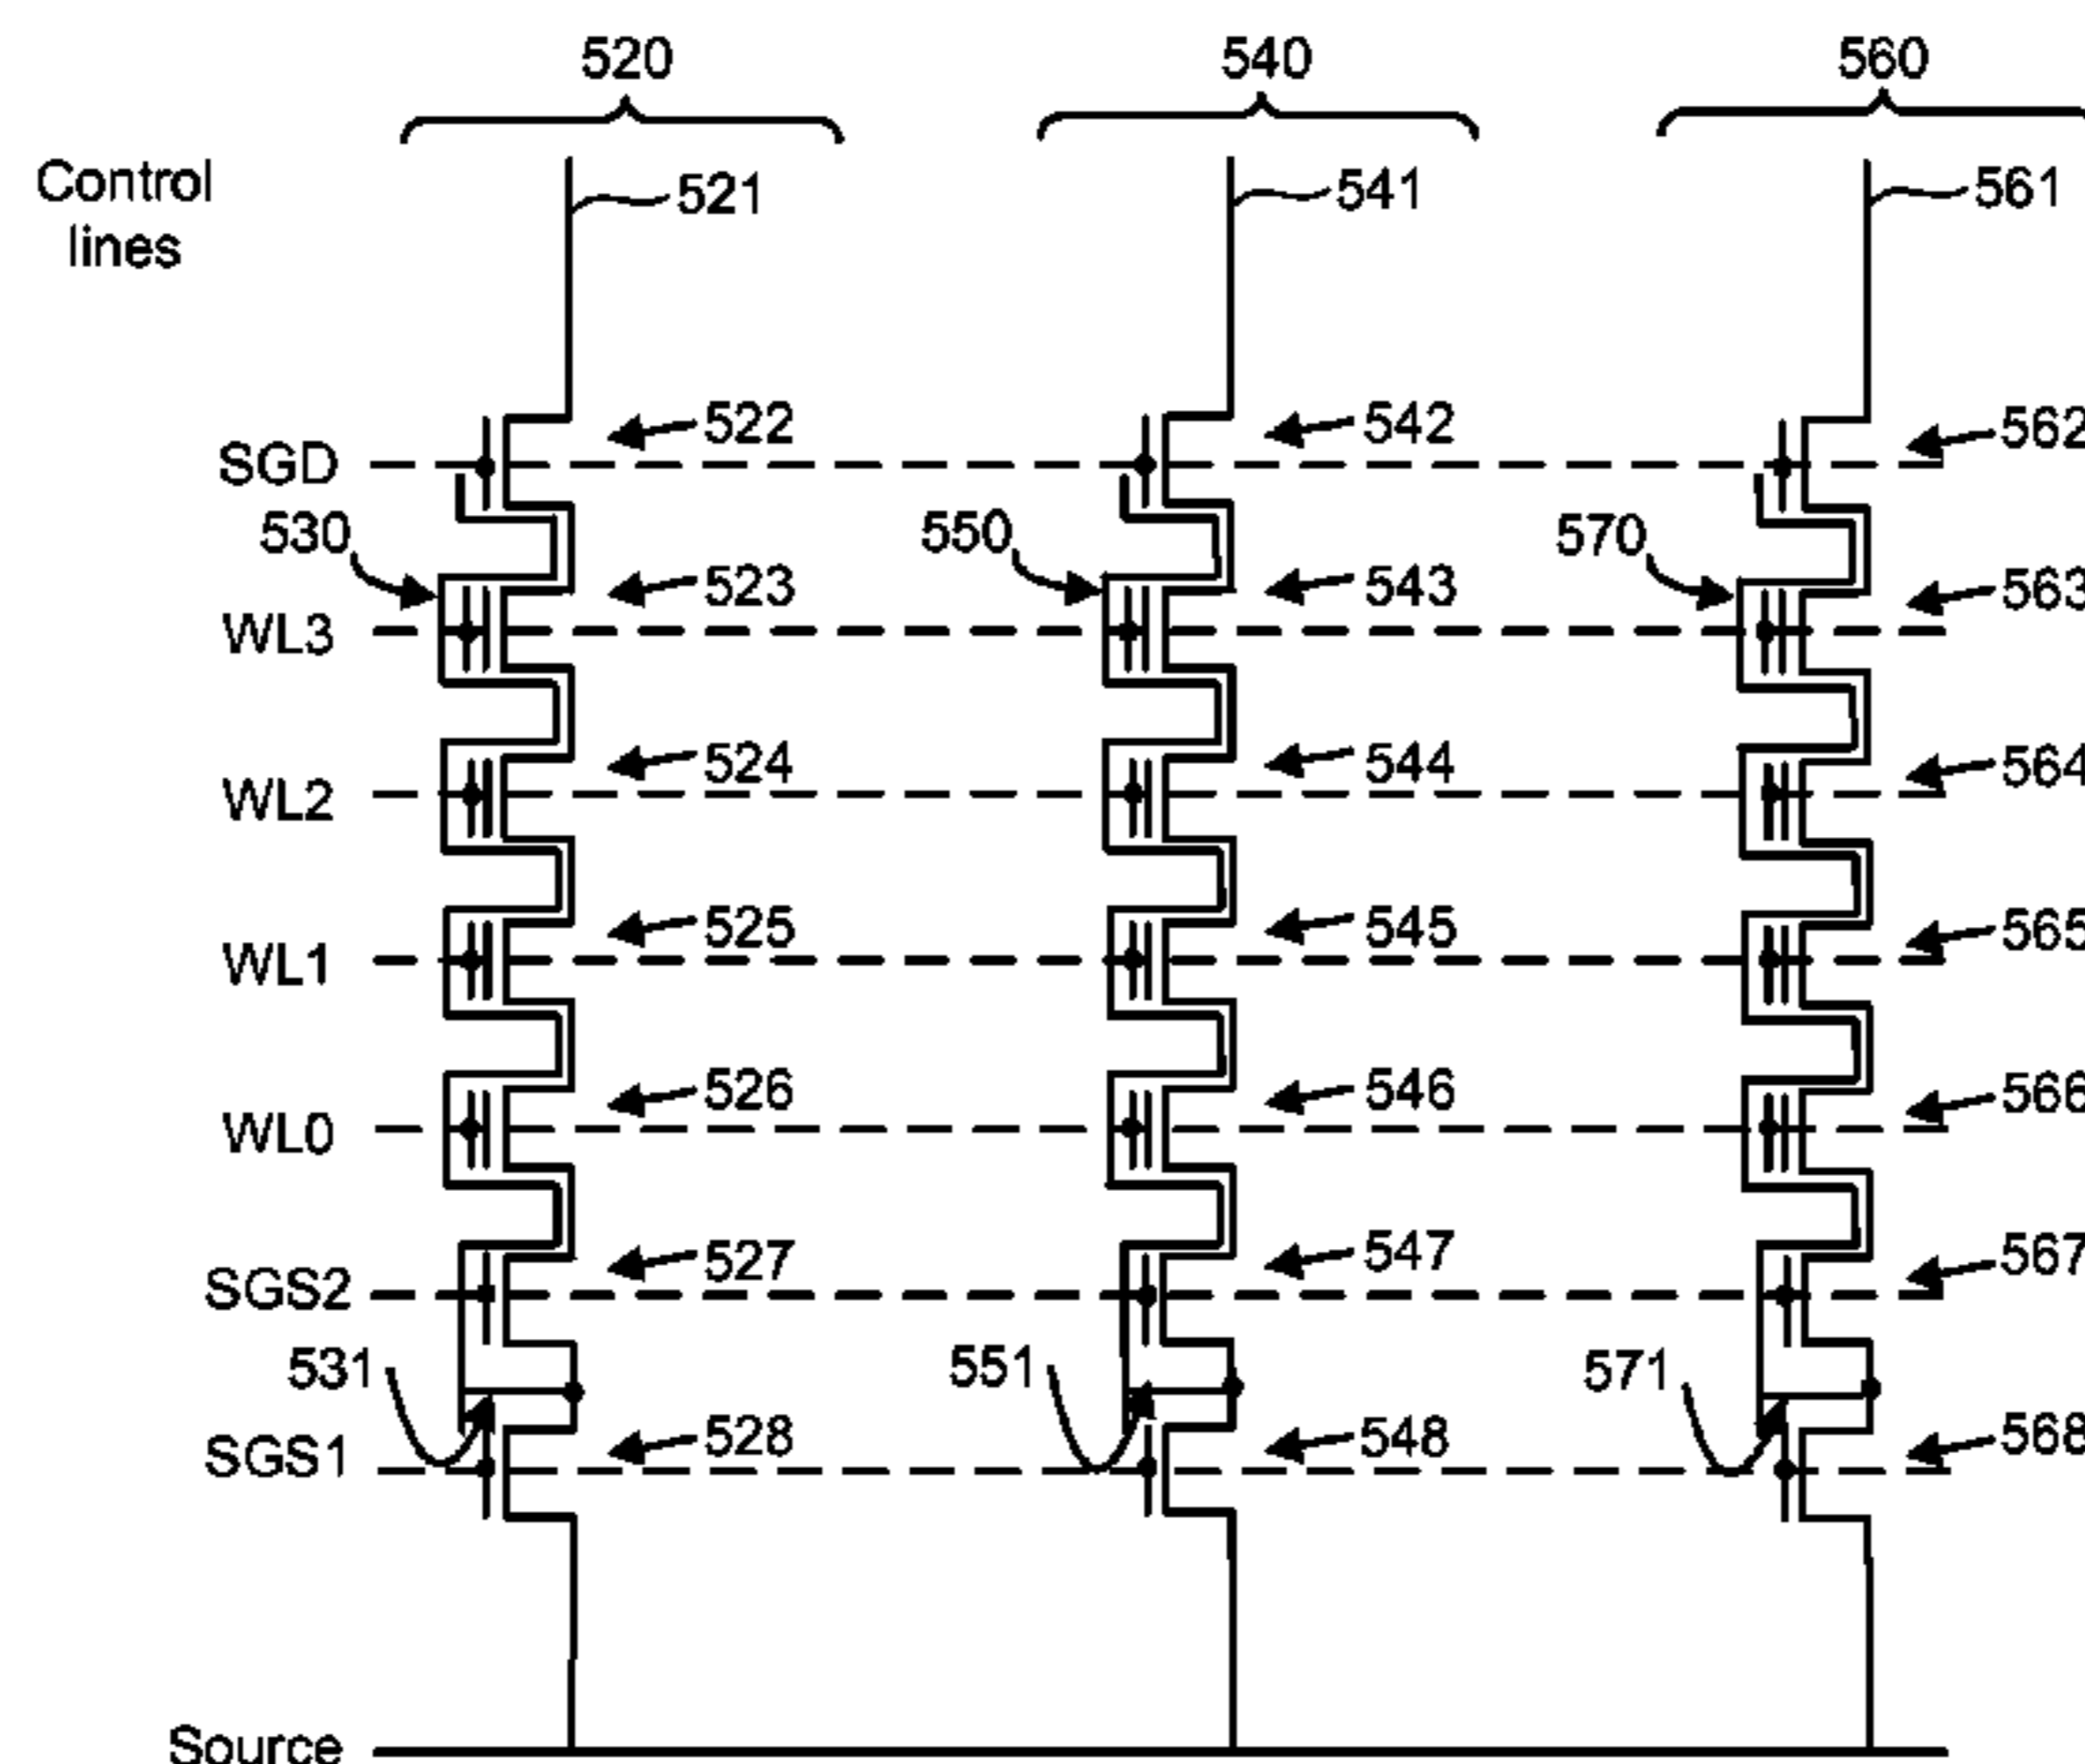 520 540 560
Control
lines
521 541 561
SGD 522 542 562
530 550 570
WL3 523 543 563
WL2 524 544 564
WL1 525 545 565
WL0 526 546 566
SGS2 527 547 567
531 551 571
SGS1 528 548 568
Source